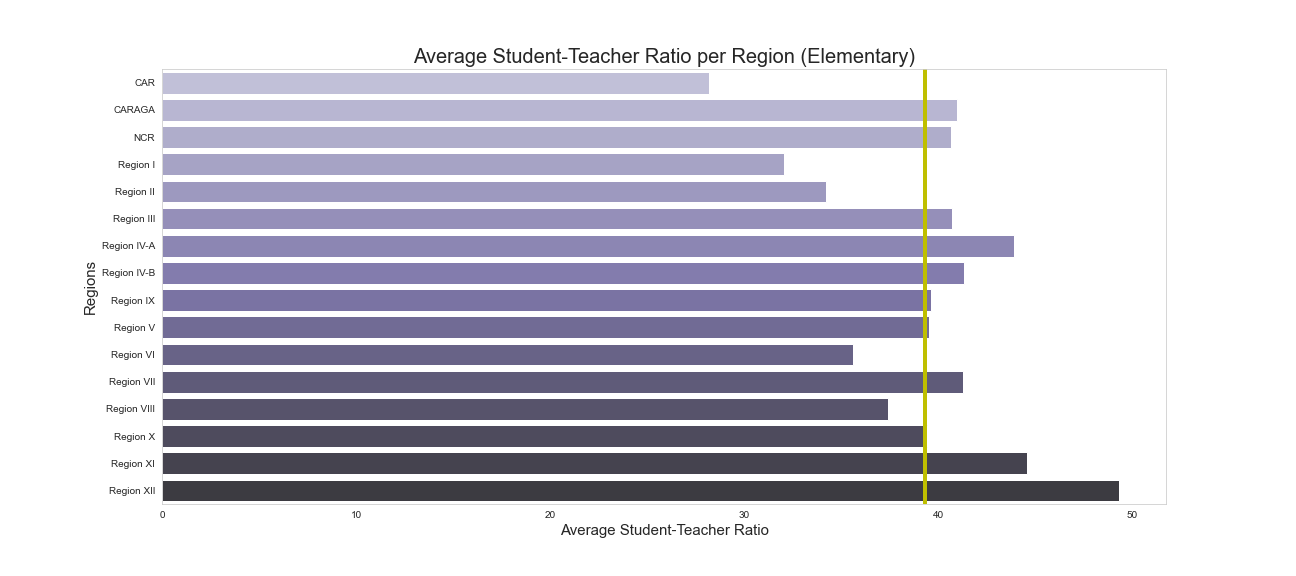 Average Student-Teacher Ratio per Region (Elementary)
Regions
CAR
CARAGA
NCR
Region I
Region II
Region III
Region IV-A
Region IV-B
Region IX
Region V
Region VI
Region VII
Region VIII
Region X
Region XI
Region XII
0 10 20 30 40 50
Average Student-Teacher Ratio